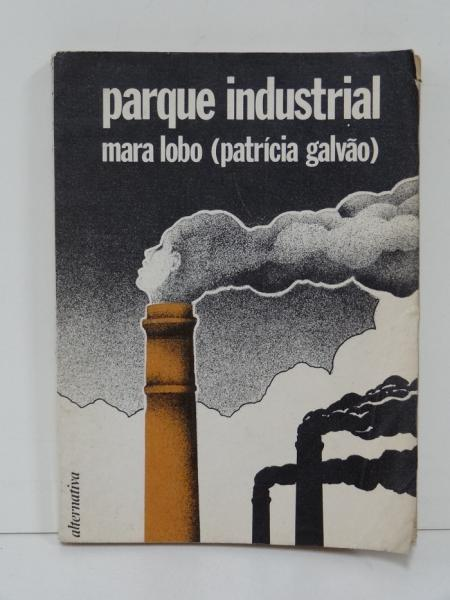 parque industrial
mara lobo (patrícia galvão)
alternativa